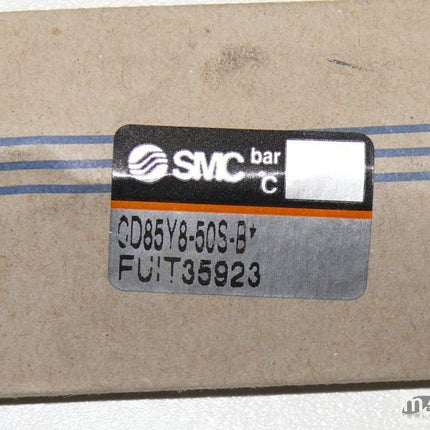 SMC bar
°C
CD85Y8-50S-B*
FUIT35923